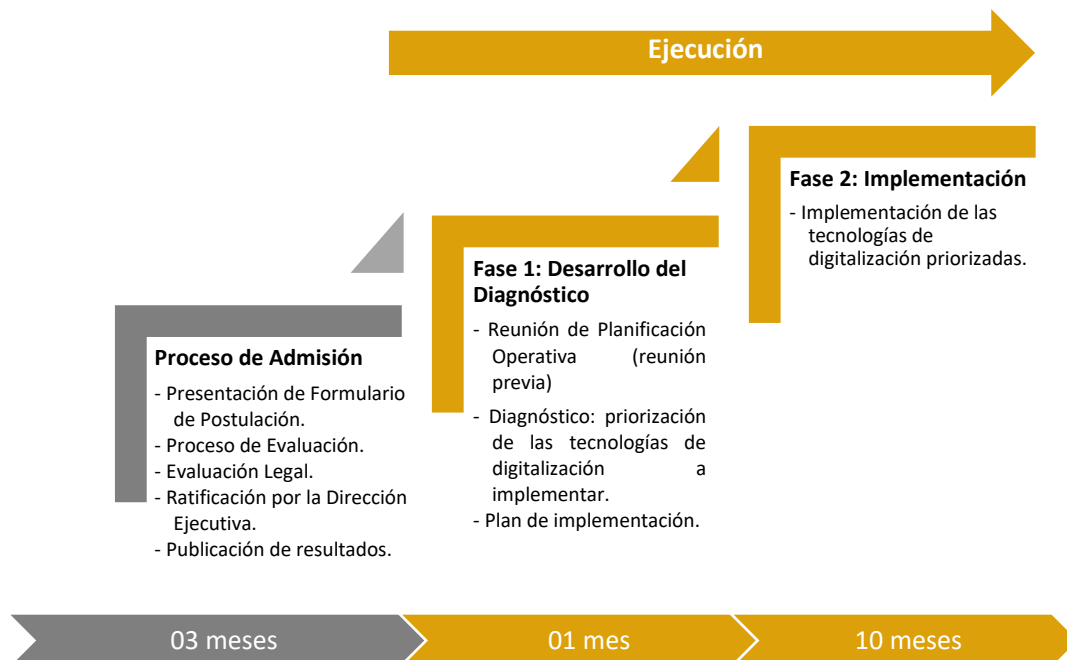 Ejecución
Proceso de Admisión
- Presentación de Formulario
de Postulación.
- Proceso de Evaluación.
- Evaluación Legal.
- Ratificación por la Dirección
Ejecutiva.
- Publicación de resultados.
Fase 1: Desarrollo del
Diagnóstico
- Reunión de Planificación
Operativa (reunión
previa)
- Diagnóstico: priorización
de las tecnologías de
digitalización a
implementar.
- Plan de implementación.
Fase 2: Implementación
- Implementación de las
tecnologías de
digitalización priorizadas.
03 meses
01 mes
10 meses